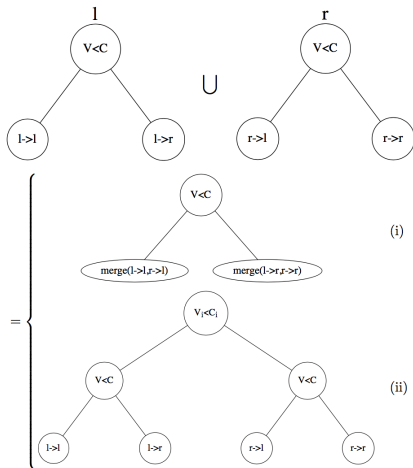 l r
V<C V<C
∪
l->l l->r r->l r->r
V<C
(i)
merge(l->l,r->l) merge(l->r,r->r)
Vᵢ<Cᵢ
=
V<C V<C
(ii)
l->l l->r r->l r->r